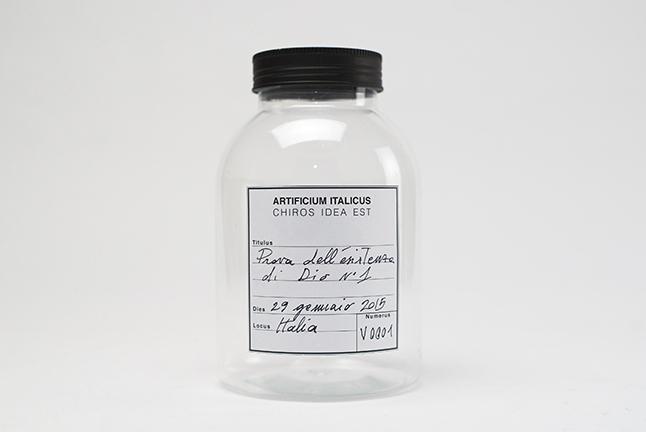 ARTIFICIUM ITALICUS
CHIROS IDEA EST
Titulus
Prova dell'esistenza
di Dio N°1
Dies 29 gennaio 2015
Locus Italia
Numerus
V0001